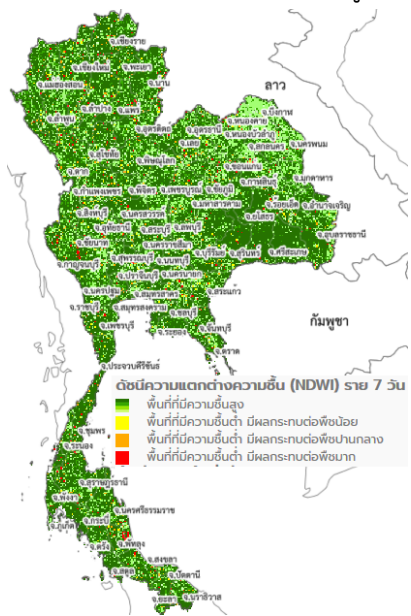 จ.เชียงราย
จ.เชียงใหม่
จ.พะเยา
จ.แม่ฮ่องสอน
จ.น่าน
ลาว
จ.ลำปาง
จ.แพร่
จ.บึงกาฬ
จ.ลำพูน
จ.หนองคาย
จ.อุตรดิตถ์
จ.อุดรธานี
จ.หนองบัวลำภู
จ.เลย
จ.สกลนคร
จ.นครพนม
จ.สุโขทัย
จ.พิษณุโลก
จ.ขอนแก่น
จ.ตาก
จ.กาฬสินธุ์
จ.มุกดาหาร
จ.กำแพงเพชร
จ.พิจิตร
จ.เพชรบูรณ์
จ.ชัยภูมิ
จ.มหาสารคาม
จ.ร้อยเอ็ด
จ.อำนาจเจริญ
จ.สิงหบุรี
จ.นครสวรรค์
จ.ยโสธร
จ.อุทัยธานี
จ.สระบุรี
จ.ลพบุรี
จ.อุบลราชธานี
จ.ชัยนาท
จ.นครราชสีมา
จ.บุรีรัมย์
จ.สุรินทร์
จ.ศรีสะเกษ
จ.กาญจนบุรี
จ.สุพรรณบุรี
จ.นนทบุรี
จ.ปราจีนบุรี
จ.นครนายก
จ.นครปฐม
จ.สมุทรสาคร
จ.สระแก้ว
จ.ราชบุรี
จ.สมุทรสงคราม
จ.ชลบุรี
กัมพูชา
จ.เพชรบุรี
จ.ระยอง
จ.จันทบุรี
จ.ตราด
จ.ประจวบคีรีขันธ์
ดัชนีความแตกต่างความชื้น (NDWI) ราย 7 วัน
พื้นที่ที่มีความชื้นสูง
พื้นที่ที่มีความชื้นต่ำ มีผลกระทบต่อพืชน้อย
พื้นที่ที่มีความชื้นต่ำ มีผลกระทบต่อพืชปานกลาง
พื้นที่ที่มีความชื้นต่ำ มีผลกระทบต่อพืชมาก
จ.ชุมพร
จ.ระนอง
จ.สุราษฎร์ธานี
จ.พังงา
จ.นครศรีธรรมราช
จ.ภูเก็ต
จ.กระบี่
จ.ตรัง
จ.พัทลุง
จ.สงขลา
จ.สตูล
จ.ปัตตานี
จ.ยะลา
จ.นราธิวาส